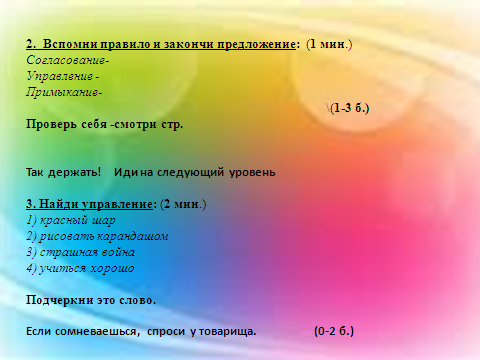 2. Вспомни правило и закончи предложение: (1 мин.)
Согласование-
Управление -
Примыкание-
\(1-3 б.)
Проверь себя -смотри стр.
Так держать! Иди на следующий уровень
3. Найди управление: (2 мин.)
1) красный шар
2) рисовать карандашом
3) страшная война
4) учиться хорошо
Подчеркни это слово.
Если сомневаешься, спроси у товарища. (0-2 б.)